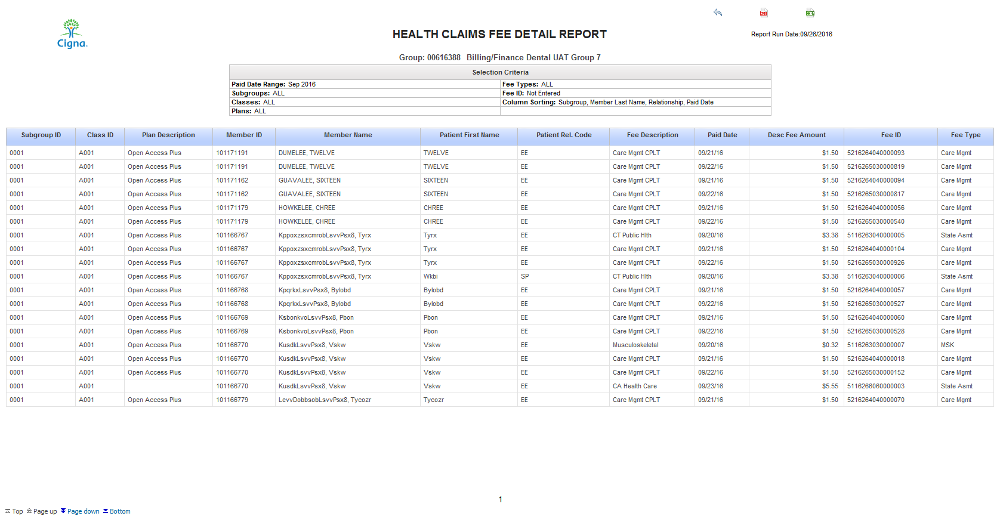 PDF
Cigna.
HEALTH CLAIMS FEE DETAIL REPORT
Report Run Date:09/26/2016
Group: 00616388 Billing/Finance Dental UAT Group 7
Selection Criteria
Paid Date Range: Sep 2016 Fee Types: ALL
Subgroups: ALL Fee ID: Not Entered
Classes: ALL Column Sorting: Subgroup, Member Last Name, Relationship, Paid Date
Plans: ALL
Subgroup ID Class ID Plan Description Member ID Member Name Patient First Name Patient Rel. Code Fee Description Paid Date Desc Fee Amount Fee ID Fee Type
0001 A001 Open Access Plus 101171191 DUMELEE, TWELVE TWELVE EE Care Mgmt CPLT 09/21/16 $1.50 5216264040000093 Care Mgmt
0001 A001 Open Access Plus 101171191 DUMELEE, TWELVE TWELVE EE Care Mgmt CPLT 09/22/16 $1.50 5216265030000819 Care Mgmt
0001 A001 Open Access Plus 101171162 GUAVALEE, SIXTEEN SIXTEEN EE Care Mgmt CPLT 09/21/16 $1.50 5216264040000094 Care Mgmt
0001 A001 Open Access Plus 101171162 GUAVALEE, SIXTEEN SIXTEEN EE Care Mgmt CPLT 09/22/16 $1.50 5216265030000817 Care Mgmt
0001 A001 Open Access Plus 101171179 HOWKELEE, CHREE CHREE EE Care Mgmt CPLT 09/21/16 $1.50 5216264040000056 Care Mgmt
0001 A001 Open Access Plus 101171179 HOWKELEE, CHREE CHREE EE Care Mgmt CPLT 09/22/16 $1.50 5216265030000540 Care Mgmt
0001 A001 Open Access Plus 101166767 KppoxzsxcmrobLsvvPsx8, Tyrx Tyrx EE CT Public Hlth 09/20/16 $3.38 5116263040000005 State Asmt
0001 A001 Open Access Plus 101166767 KppoxzsxcmrobLsvvPsx8, Tyrx Tyrx EE Care Mgmt CPLT 09/21/16 $1.50 5216264040000104 Care Mgmt
0001 A001 Open Access Plus 101166767 KppoxzsxcmrobLsvvPsx8, Tyrx Tyrx EE Care Mgmt CPLT 09/22/16 $1.50 5216265030000926 Care Mgmt
0001 A001 Open Access Plus 101166767 KppoxzsxcmrobLsvvPsx8, Tyrx Wkbi SP CT Public Hlth 09/20/16 $3.38 5116263040000006 State Asmt
0001 A001 Open Access Plus 101166768 KpqrkxLsvvPsx8, Bylobd Bylobd EE Care Mgmt CPLT 09/21/16 $1.50 5216264040000057 Care Mgmt
0001 A001 Open Access Plus 101166768 KpqrkxLsvvPsx8, Bylobd Bylobd EE Care Mgmt CPLT 09/22/16 $1.50 5216265030000527 Care Mgmt
0001 A001 Open Access Plus 101166769 KsbonkvoLsvvPsx8, Pbon Pbon EE Care Mgmt CPLT 09/21/16 $1.50 5216264040000060 Care Mgmt
0001 A001 Open Access Plus 101166769 KsbonkvoLsvvPsx8, Pbon Pbon EE Care Mgmt CPLT 09/22/16 $1.50 5216265030000528 Care Mgmt
0001 A001 Open Access Plus 101166770 KusdkLsvvPsx8, Vskw Vskw EE Musculoskeletal 09/20/16 $0.32 5116263030000007 MSK
0001 A001 Open Access Plus 101166770 KusdkLsvvPsx8, Vskw Vskw EE Care Mgmt CPLT 09/21/16 $1.50 5216264040000018 Care Mgmt
0001 A001 Open Access Plus 101166770 KusdkLsvvPsx8, Vskw Vskw EE Care Mgmt CPLT 09/22/16 $1.50 5216265030000152 Care Mgmt
0001 A001 101166770 KusdkLsvvPsx8, Vskw Vskw EE CA Health Care 09/23/16 $5.55 5116266060000003 State Asmt
0001 A001 Open Access Plus 101166779 LevvDobbsobLsvvPsx8, Tycozr Tycozr EE Care Mgmt CPLT 09/21/16 $1.50 5216264040000070 Care Mgmt
1
Top Page up Page down Bottom